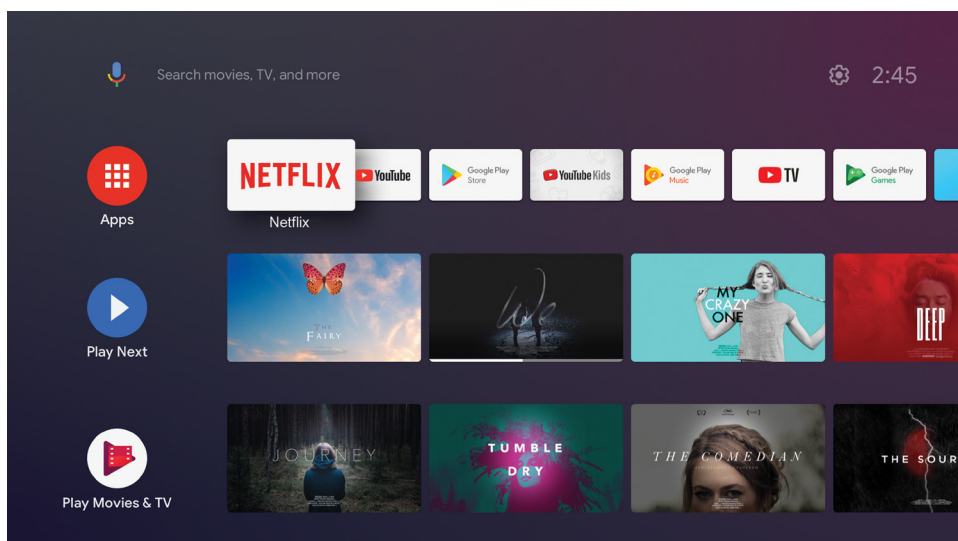 Search movies, TV, and more
2:45
Apps
NETFLIX
YouTube
Google Play
Store
YouTube Kids
Google Play
Music
TV
Google Play
Games
Netflix
Play Next
THE
FAIRY
We
MY
CRAZY
ONE
DEEP
Play Movies & TV
JOURNEY
TUMBLE
DRY
THE COMEDIAN
THE SOUR